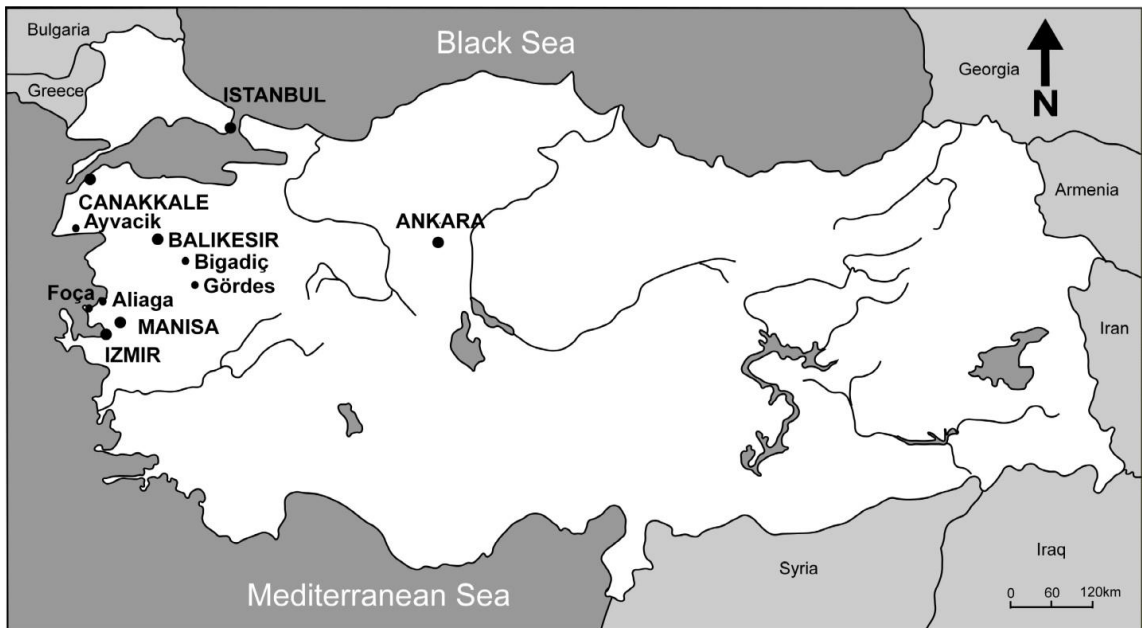 Bulgaria
Black Sea
Georgia
N
Greece
ISTANBUL
Armenia
CANAKKALE
Ayvacik
ANKARA
BALIKESIR
Bigadiç
Gördes
Foça
Aliaga
Iran
MANISA
IZMIR
Iraq
Syria
Mediterranean Sea
0 60 120km